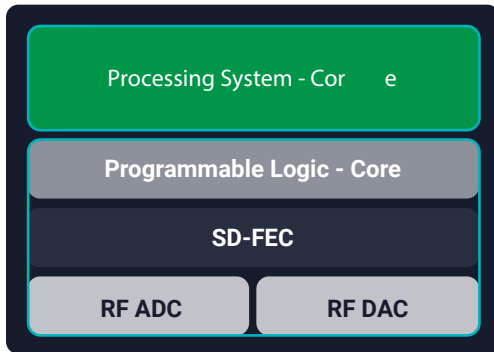 Processing System - Cor e
Programmable Logic - Core
SD-FEC
RF ADC RF DAC